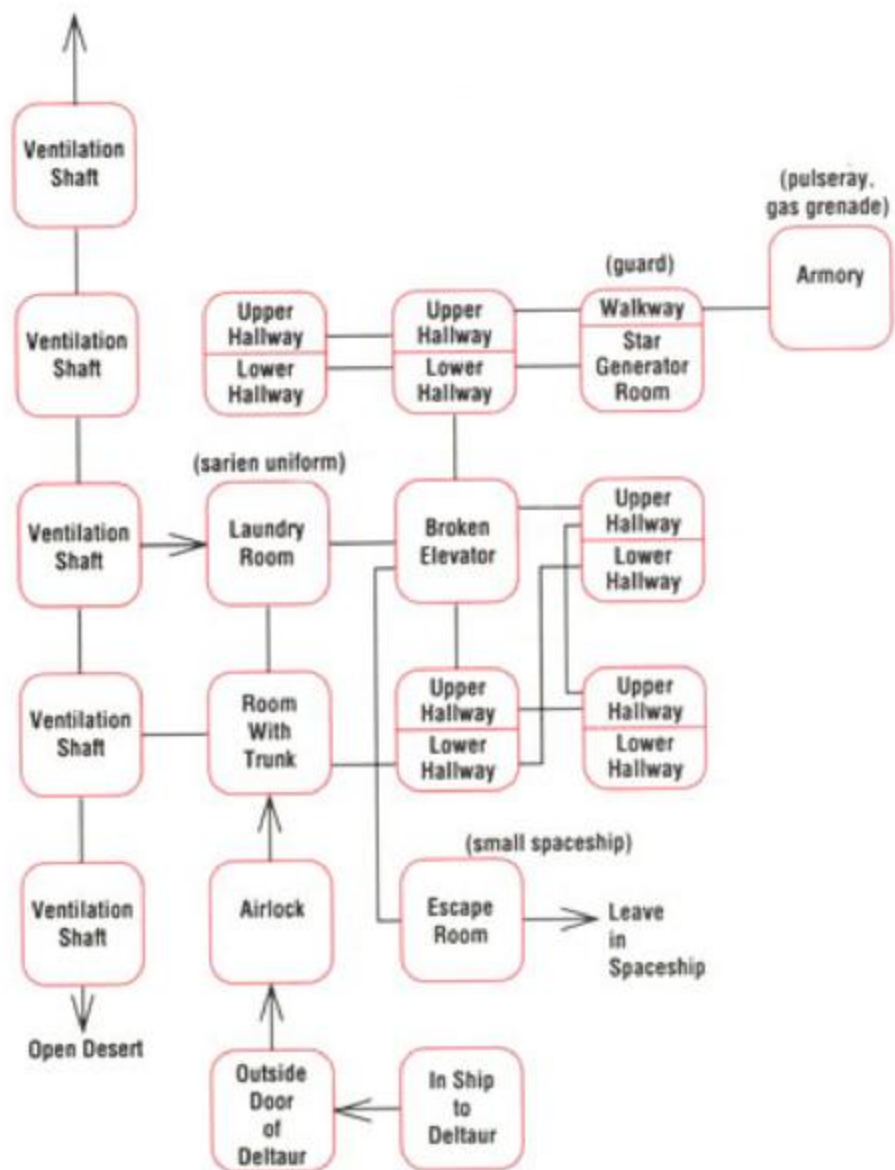 Ventilation
Shaft
(pulseray,
gas grenade)
Armory
(guard)
Upper
Hallway
Lower
Hallway
Upper
Hallway
Lower
Hallway
Walkway
Star
Generator
Room
Ventilation
Shaft
(sarien uniform)
Ventilation
Shaft
Laundry
Room
Broken
Elevator
Upper
Hallway
Lower
Hallway
Ventilation
Shaft
Room
With
Trunk
Upper
Hallway
Lower
Hallway
Upper
Hallway
Lower
Hallway
(small spaceship)
Ventilation
Shaft
Airlock
Escape
Room
Leave
in
Spaceship
Open Desert
Outside
Door
of
Deltaur
In Ship
to
Deltaur